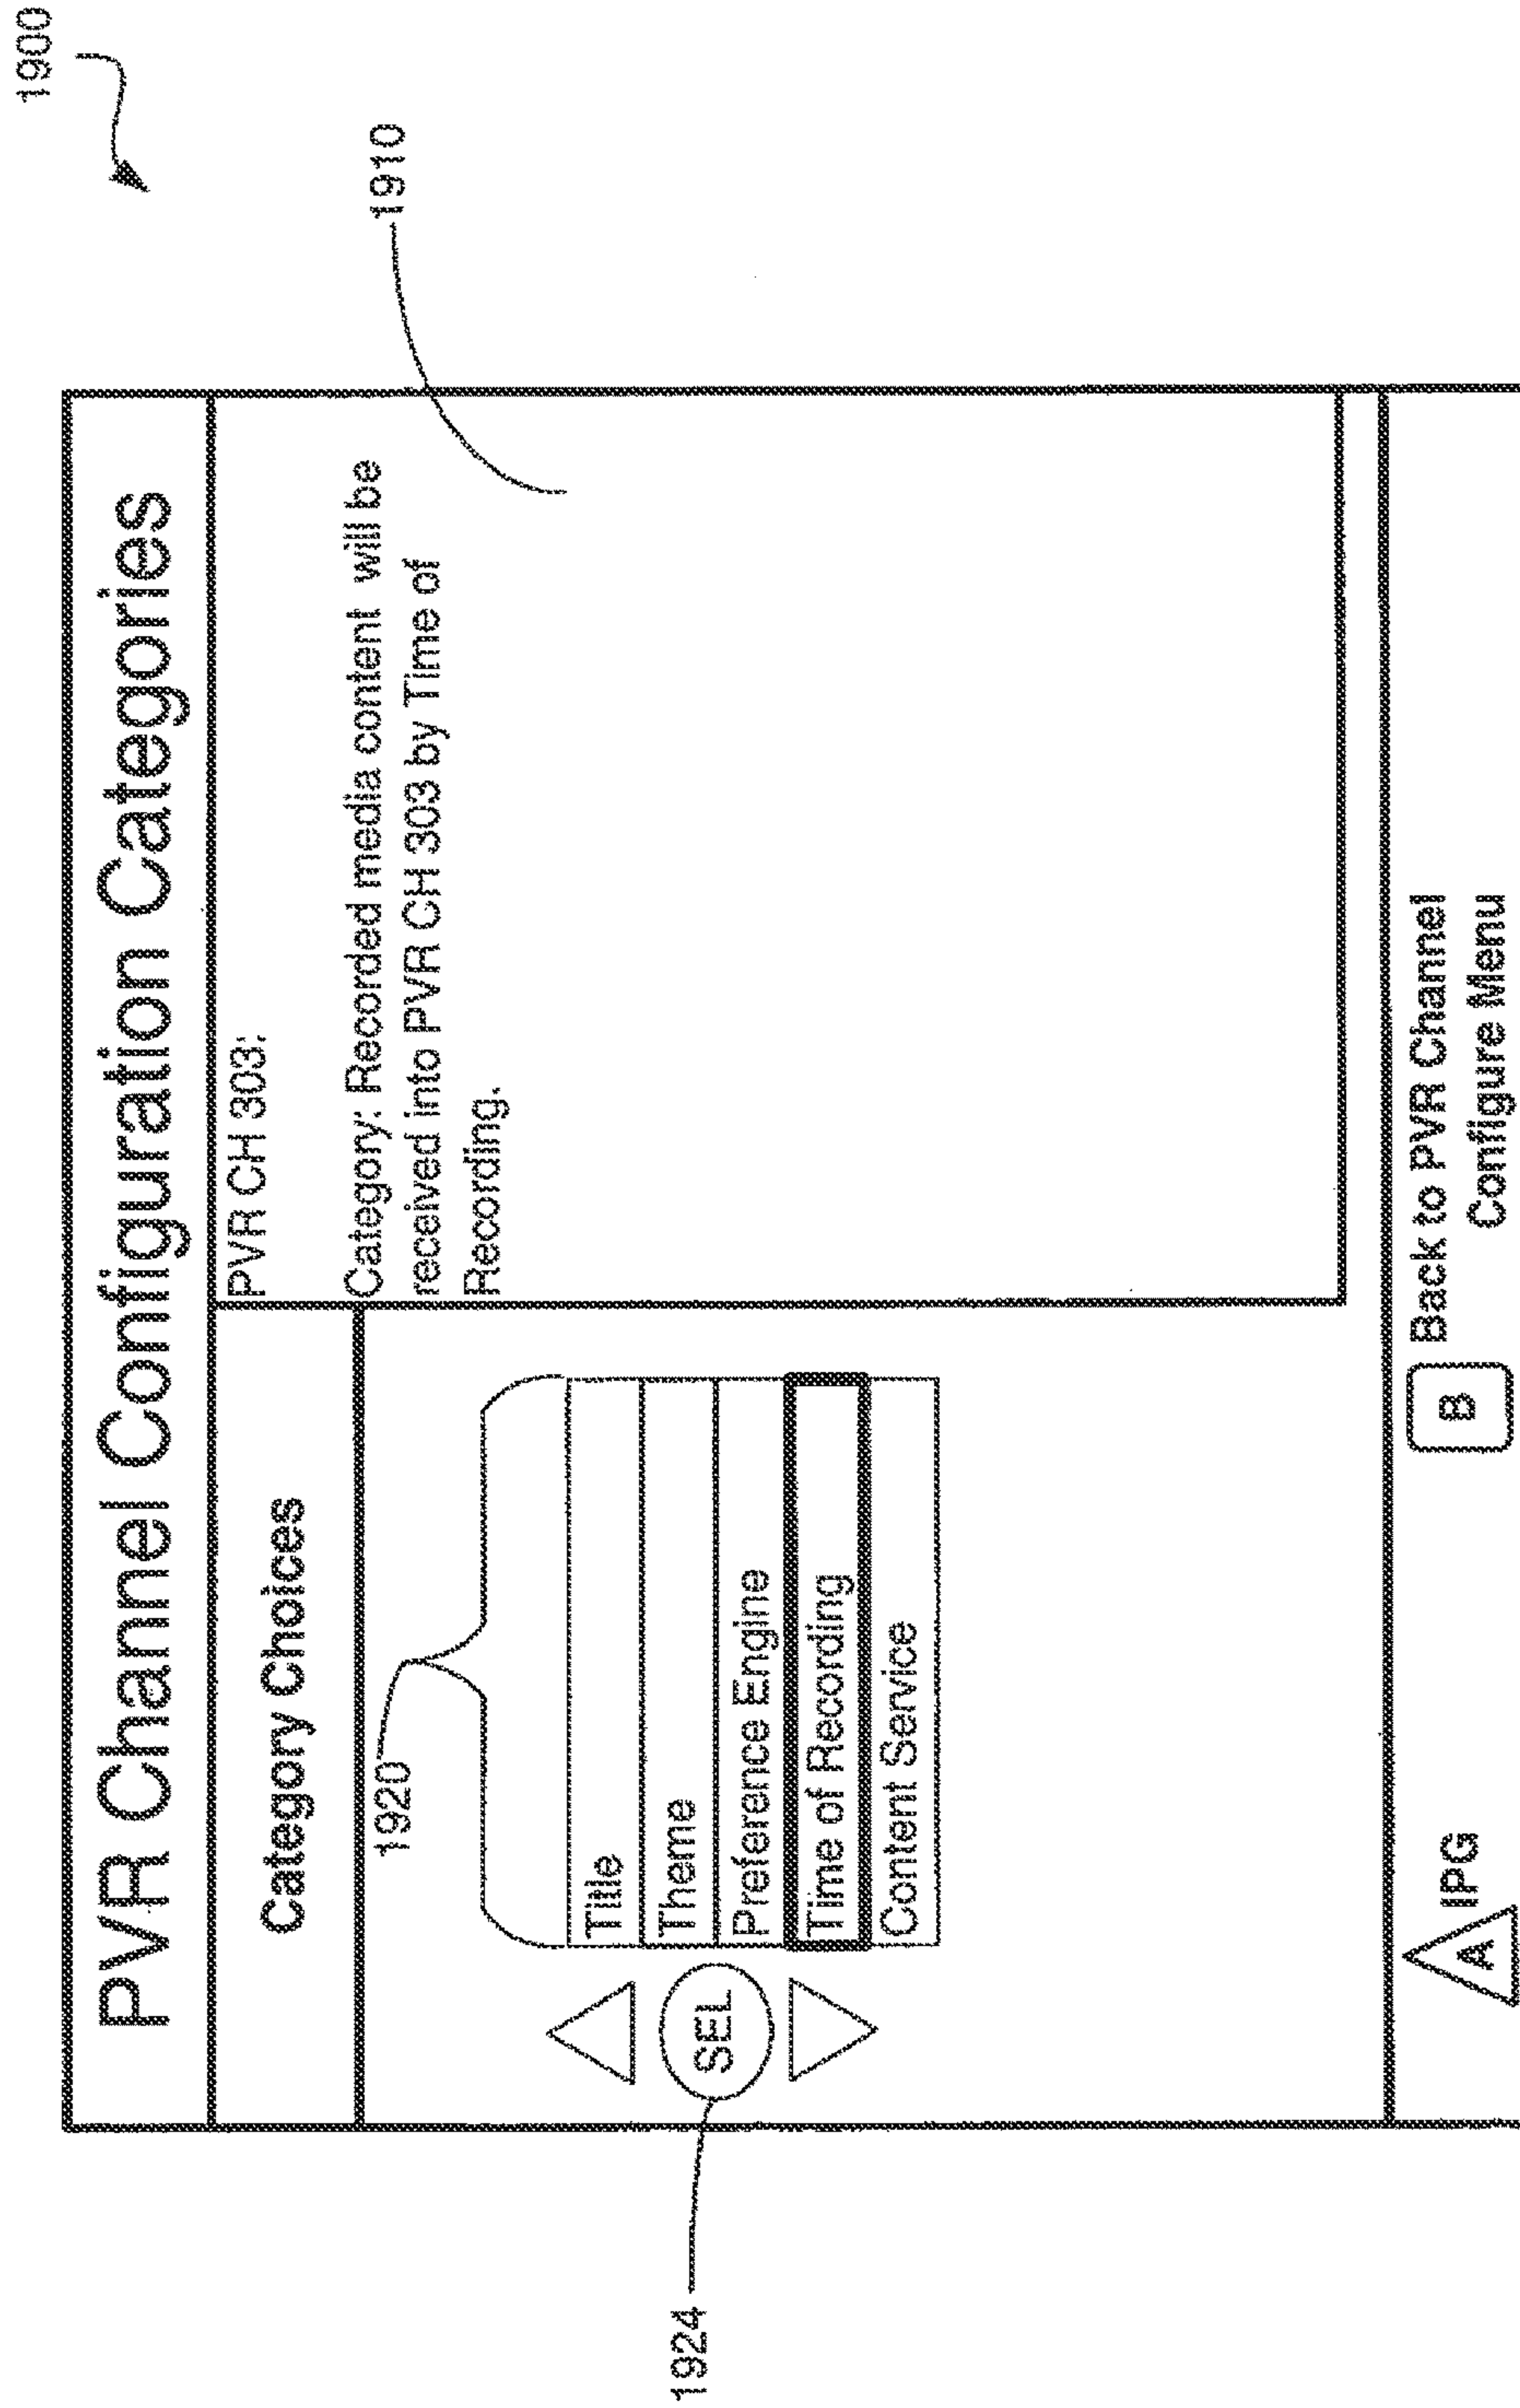 1900
PVR Channel Configuration Categories
Category Choices
PVR CH 303:
Category: Recorded media content will be
received into PVR CH 303 by Time of
Recording.
1910
1920
Title
Theme
Preference Engine
Time of Recording
Content Service
SEL
1924
A
IPG
B
Back to PVR Channel
Configure Menu